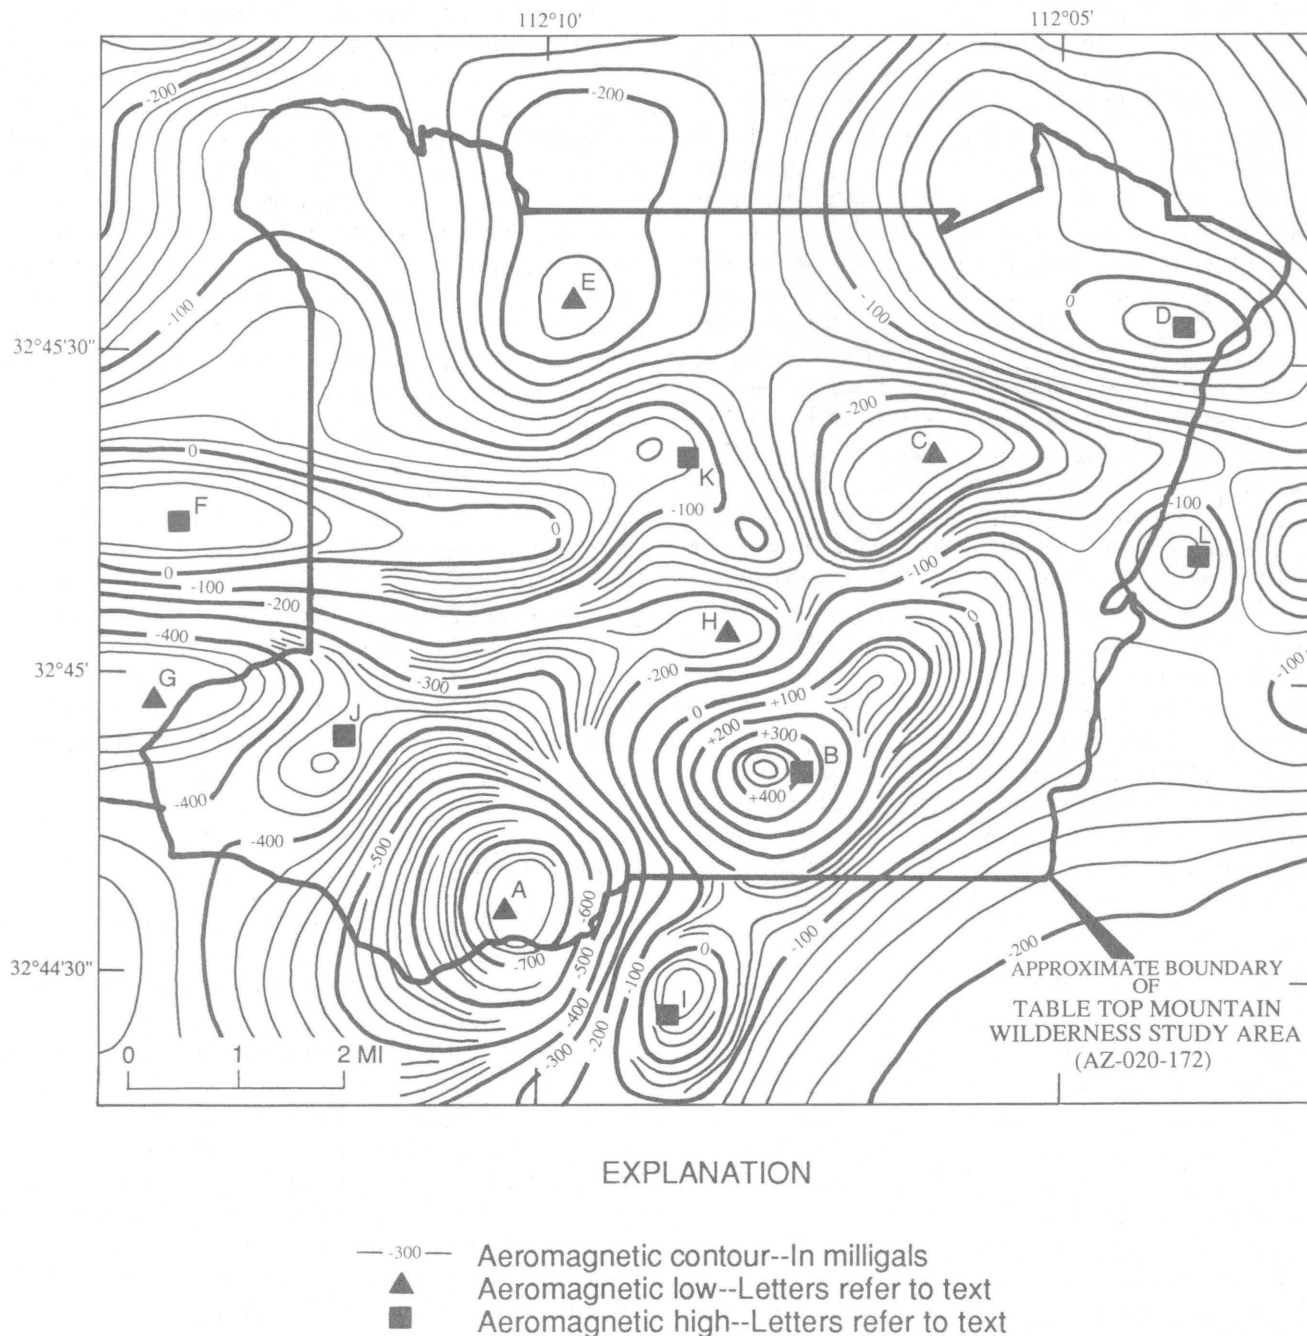 112°10'
112°05'
-200
-200
-100
E
D
0
32°45'30"
-100
-200
C
0
K
F
-100
-100
0
0
L
-100
-100
-200
H
0
-400
32°45'
-200
-100
G
-300
0
+100
J
+200
+300
B
+400
-400
-400
-500
A
-600
0
-100
-200
32°44'30"
-700
-500
-100
I
-400
-200
-300
APPROXIMATE BOUNDARY
OF
TABLE TOP MOUNTAIN
WILDERNESS STUDY AREA
(AZ-020-172)
0 1 2 MI
EXPLANATION
-300 Aeromagnetic contour--In milligals
Aeromagnetic low--Letters refer to text
Aeromagnetic high--Letters refer to text